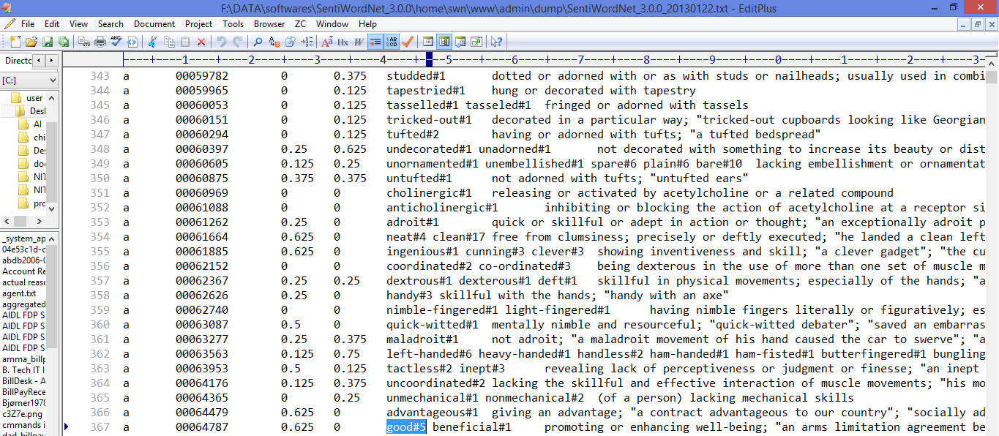 F:\DATA\softwares\SentiWordNet_3.0.0\home\swn\www\admin\dump\SentiWordNet_3.0.0_20130122.txt - EditPlus
File Edit View Search Document Project Tools Browser ZC Window Help
Directc
[C:]
user
Desl
AI
chi
Des
doc
NIT
NIT
prc
_system_ap
04e53c1d-c
abdb2006-0
Account Re
actual reaso
agent.txt
aggregated
AIDL FDP S
AIDL FDP S
AIDL FDP S
AIDL FDP S
amma_billp
B. Tech IT I
BillDesk - A
BillPayRece
Bjørner1978
c3Z7e.png
cmmands i
dad_billpay
----+----1----+----2----+----3----+----4----+----5----+----6----+----7----+----8----+----9----+----0----+----1----+----2----+----3-
343 a 00059782 0 0.375 studded#1 dotted or adorned with or as with studs or nailheads; usually used in combi
344 a 00059965 0 0.125 tapestried#1 hung or decorated with tapestry
345 a 00060053 0 0.125 tasselled#1 tasseled#1 fringed or adorned with tassels
346 a 00060151 0 0.125 tricked-out#1 decorated in a particular way; "tricked-out cupboards looking like Georgian
347 a 00060294 0 0.125 tufted#2 having or adorned with tufts; "a tufted bedspread"
348 a 00060397 0.25 0.625 undecorated#1 unadorned#1 not decorated with something to increase its beauty or dist
349 a 00060605 0.125 0.25 unornamented#1 unembellished#1 spare#6 plain#6 bare#10 lacking embellishment or ornamentat
350 a 00060875 0.375 0.375 untufted#1 not adorned with tufts; "untufted ears"
351 a 00060969 0 0 cholinergic#1 releasing or activated by acetylcholine or a related compound
352 a 00061088 0 0 anticholinergic#1 inhibiting or blocking the action of acetylcholine at a receptor si
353 a 00061262 0.25 0 adroit#1 quick or skillful or adept in action or thought; "an exceptionally adroit p
354 a 00061664 0.625 0 neat#4 clean#17 free from clumsiness; precisely or deftly executed; "he landed a clean left
355 a 00061885 0.625 0 ingenious#1 cunning#3 clever#3 showing inventiveness and skill; "a clever gadget"; "the cu
356 a 00062152 0 0 coordinated#2 co-ordinated#3 being dexterous in the use of more than one set of muscle m
357 a 00062367 0.25 0.25 dextrous#1 dexterous#1 deft#1 skillful in physical movements; especially of the hands; "a
358 a 00062626 0.25 0 handy#3 skillful with the hands; "handy with an axe"
359 a 00062740 0 0 nimble-fingered#1 light-fingered#1 having nimble fingers literally or figuratively; es
360 a 00063087 0.5 0 quick-witted#1 mentally nimble and resourceful; "quick-witted debater"; "saved an embarras
361 a 00063277 0.25 0.375 maladroit#1 not adroit; "a maladroit movement of his hand caused the car to swerve"; "a
362 a 00063563 0.125 0.75 left-handed#6 heavy-handed#1 handless#2 ham-handed#1 ham-fisted#1 butterfingered#1 bungling
363 a 00063953 0.5 0.125 tactless#2 inept#3 revealing lack of perceptiveness or judgment or finesse; "an inept
364 a 00064176 0.125 0.375 uncoordinated#2 lacking the skillful and effective interaction of muscle movements; "his mo
365 a 00064365 0 0.25 unmechanical#1 nonmechanical#2 (of a person) lacking mechanical skills
366 a 00064479 0.625 0 advantageous#1 giving an advantage; "a contract advantageous to our country"; "socially ad
367 a 00064787 0.625 0 good#5 beneficial#1 promoting or enhancing well-being; "an arms limitation agreement be